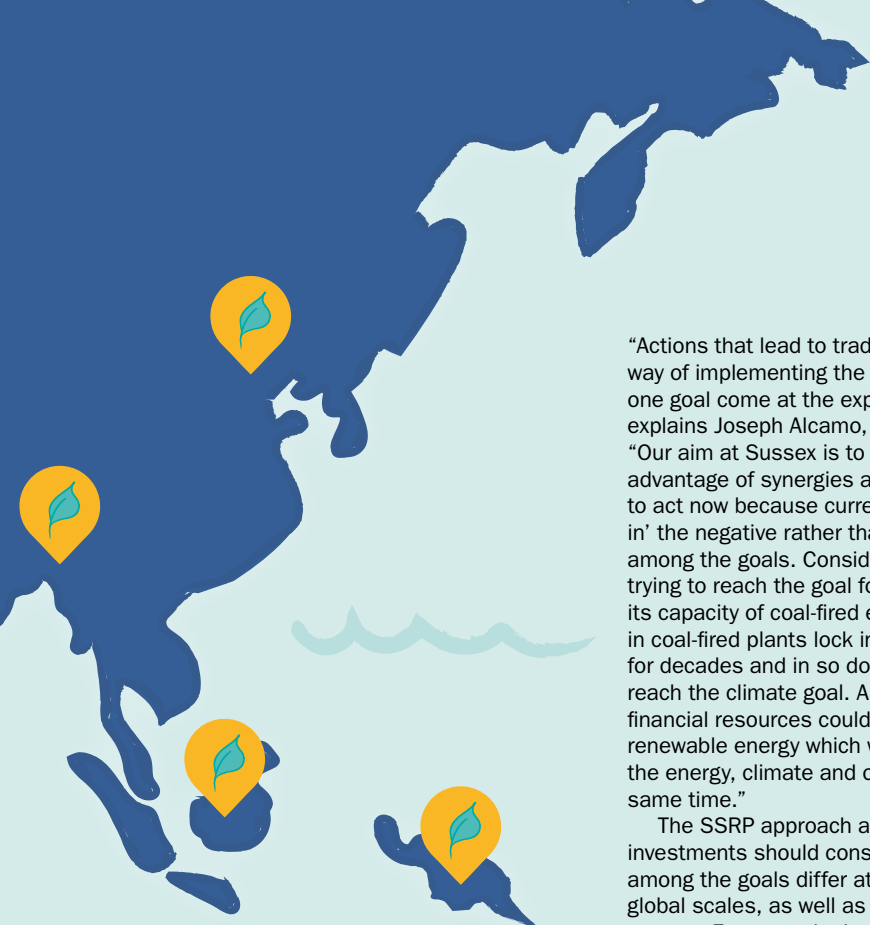 “Actions that lead to trad
way of implementing the
one goal come at the exp
explains Joseph Alcamo,
“Our aim at Sussex is to
advantage of synergies a
to act now because curre
in’ the negative rather tha
among the goals. Consid
trying to reach the goal fo
its capacity of coal-fired e
in coal-fired plants lock in
for decades and in so do
reach the climate goal. A
financial resources could
renewable energy which w
the energy, climate and o
same time.”
The SSRP approach a
investments should cons
among the goals differ at
global scales, as well as